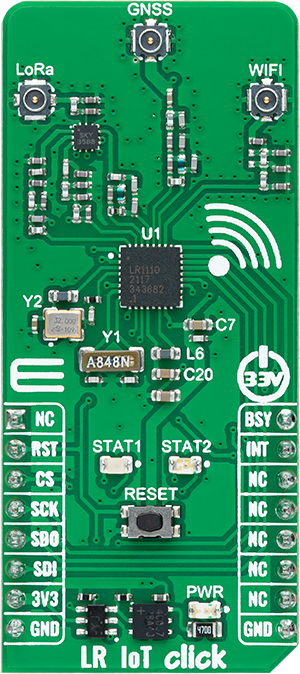 GNSS
LoRa
WIFI
U1
LR1110
2117
343682
Y2
32.000
Y1
A848N
C7
L6
C20
3.3V
NC
RST
CS
SCK
SDO
SDI
3V3
GND
BSY
INT
NC
NC
NC
NC
NC
GND
STAT1
STAT2
RESET
PWR
4700
LR IoT click